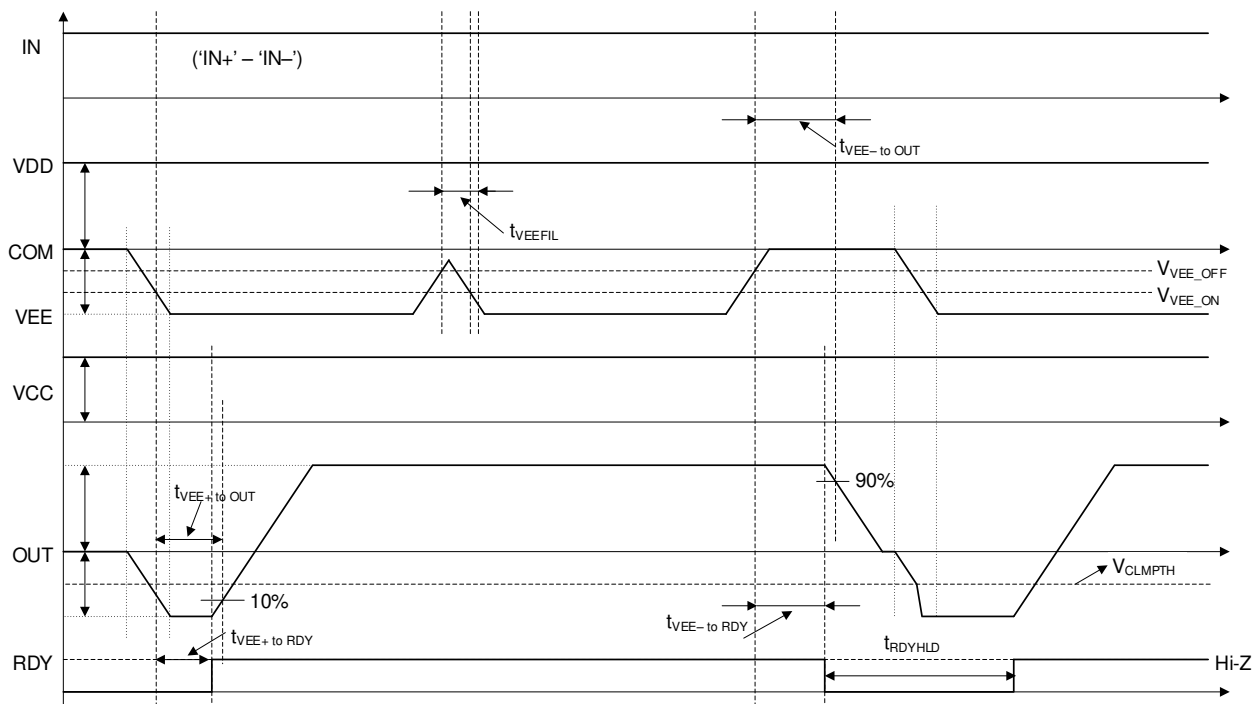 IN
('IN+' – 'IN–')
tVEE– to OUT
VDD
tVEEFIL
COM
VVEE_OFF
VVEE_ON
VEE
VCC
90%
tVEE+ to OUT
OUT
VCLMPTH
10%
tVEE+ to RDY
tVEE– to RDY
tRDYHLD
RDY
Hi-Z